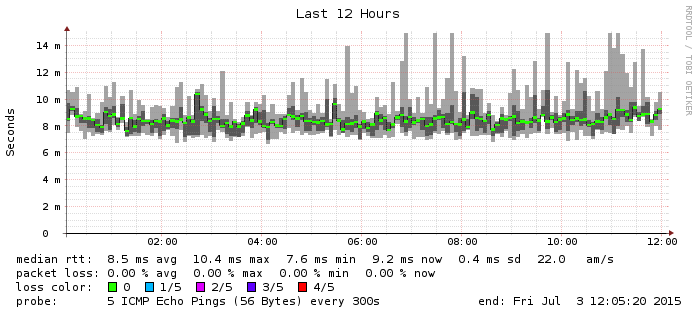 Last 12 Hours
RRDTOOL / TOBI OETIKER
Seconds
14 m
12 m
10 m
8 m
6 m
4 m
2 m
0
02:00 04:00 06:00 08:00 10:00 12:00
median rtt: 8.5 ms avg 10.4 ms max 7.6 ms min 9.2 ms now 0.4 ms sd 22.0 am/s
packet loss: 0.00 % avg 0.00 % max 0.00 % min 0.00 % now
loss color: 0 1/5 2/5 3/5 4/5
probe: 5 ICMP Echo Pings (56 Bytes) every 300s end: Fri Jul 3 12:05:20 2015